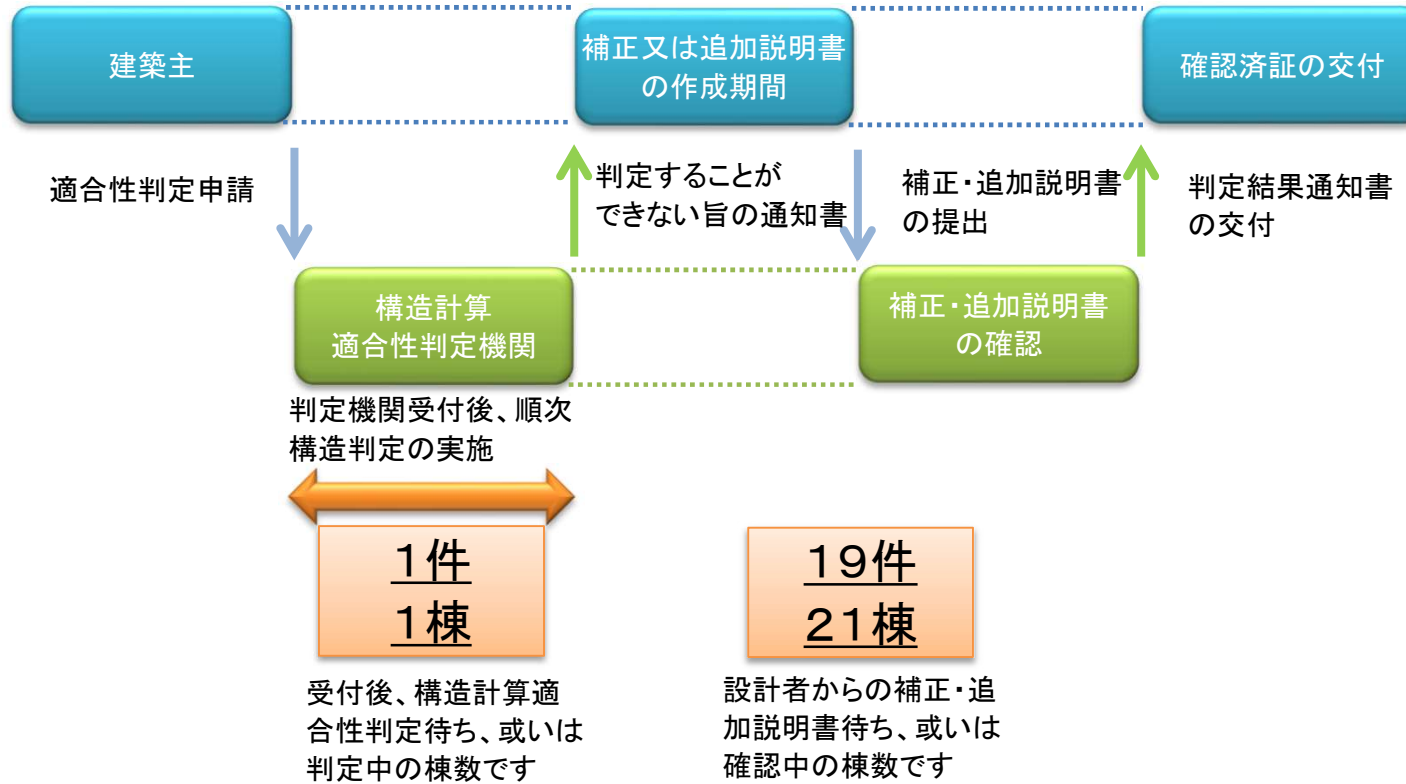 建築主
補正又は追加説明書
の作成期間
確認済証の交付
適合性判定申請
判定することが
できない旨の通知書
補正・追加説明書
の提出
判定結果通知書
の交付
構造計算
適合性判定機関
補正・追加説明書
の確認
判定機関受付後、順次
構造判定の実施
1件
1棟
19件
21棟
受付後、構造計算適
合性判定待ち、或いは
判定中の棟数です
設計者からの補正・追
加説明書待ち、或いは
確認中の棟数です